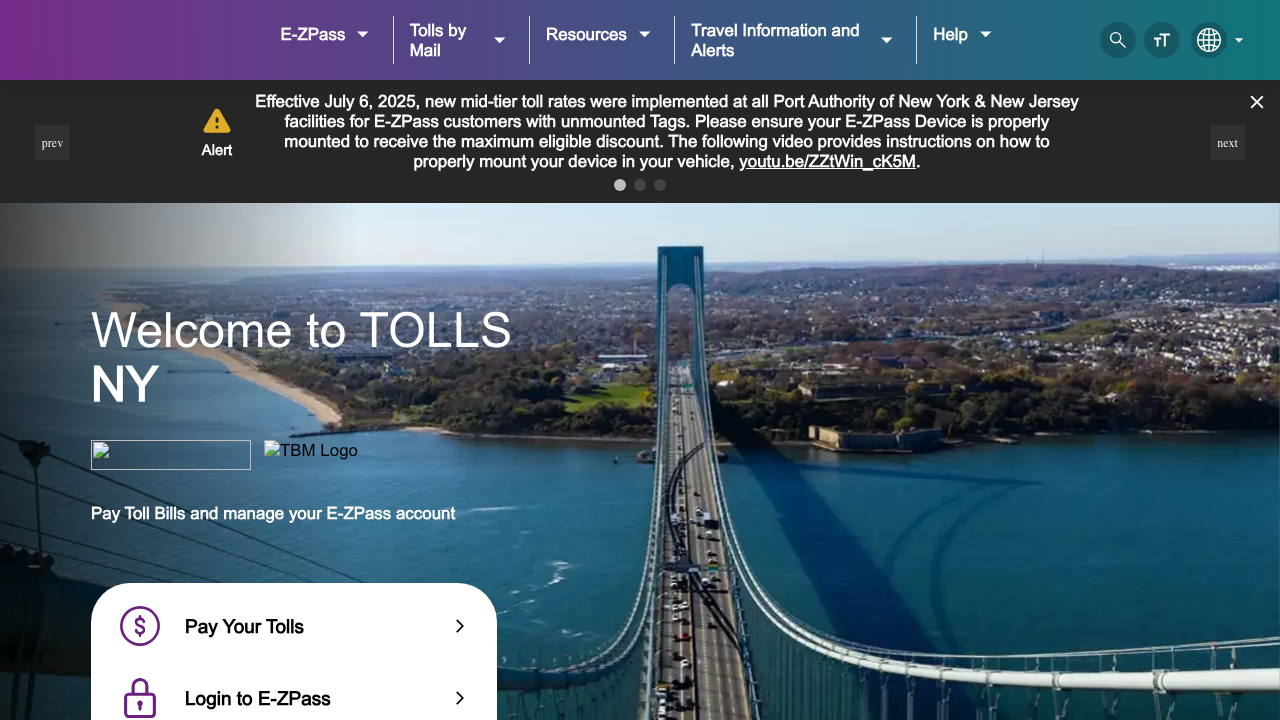 E-ZPass
Tolls by
Mail
Resources
Travel Information and
Alerts
Help
Effective July 6, 2025, new mid-tier toll rates were implemented at all Port Authority of New York & New Jersey
facilities for E-ZPass customers with unmounted Tags. Please ensure your E-ZPass Device is properly
mounted to receive the maximum eligible discount. The following video provides instructions on how to
properly mount your device in your vehicle, youtu.be/ZZtWin_cK5M.
Alert
prev
next
Welcome to TOLLS
NY
TBM Logo
Pay Toll Bills and manage your E-ZPass account
Pay Your Tolls
Login to E-ZPass